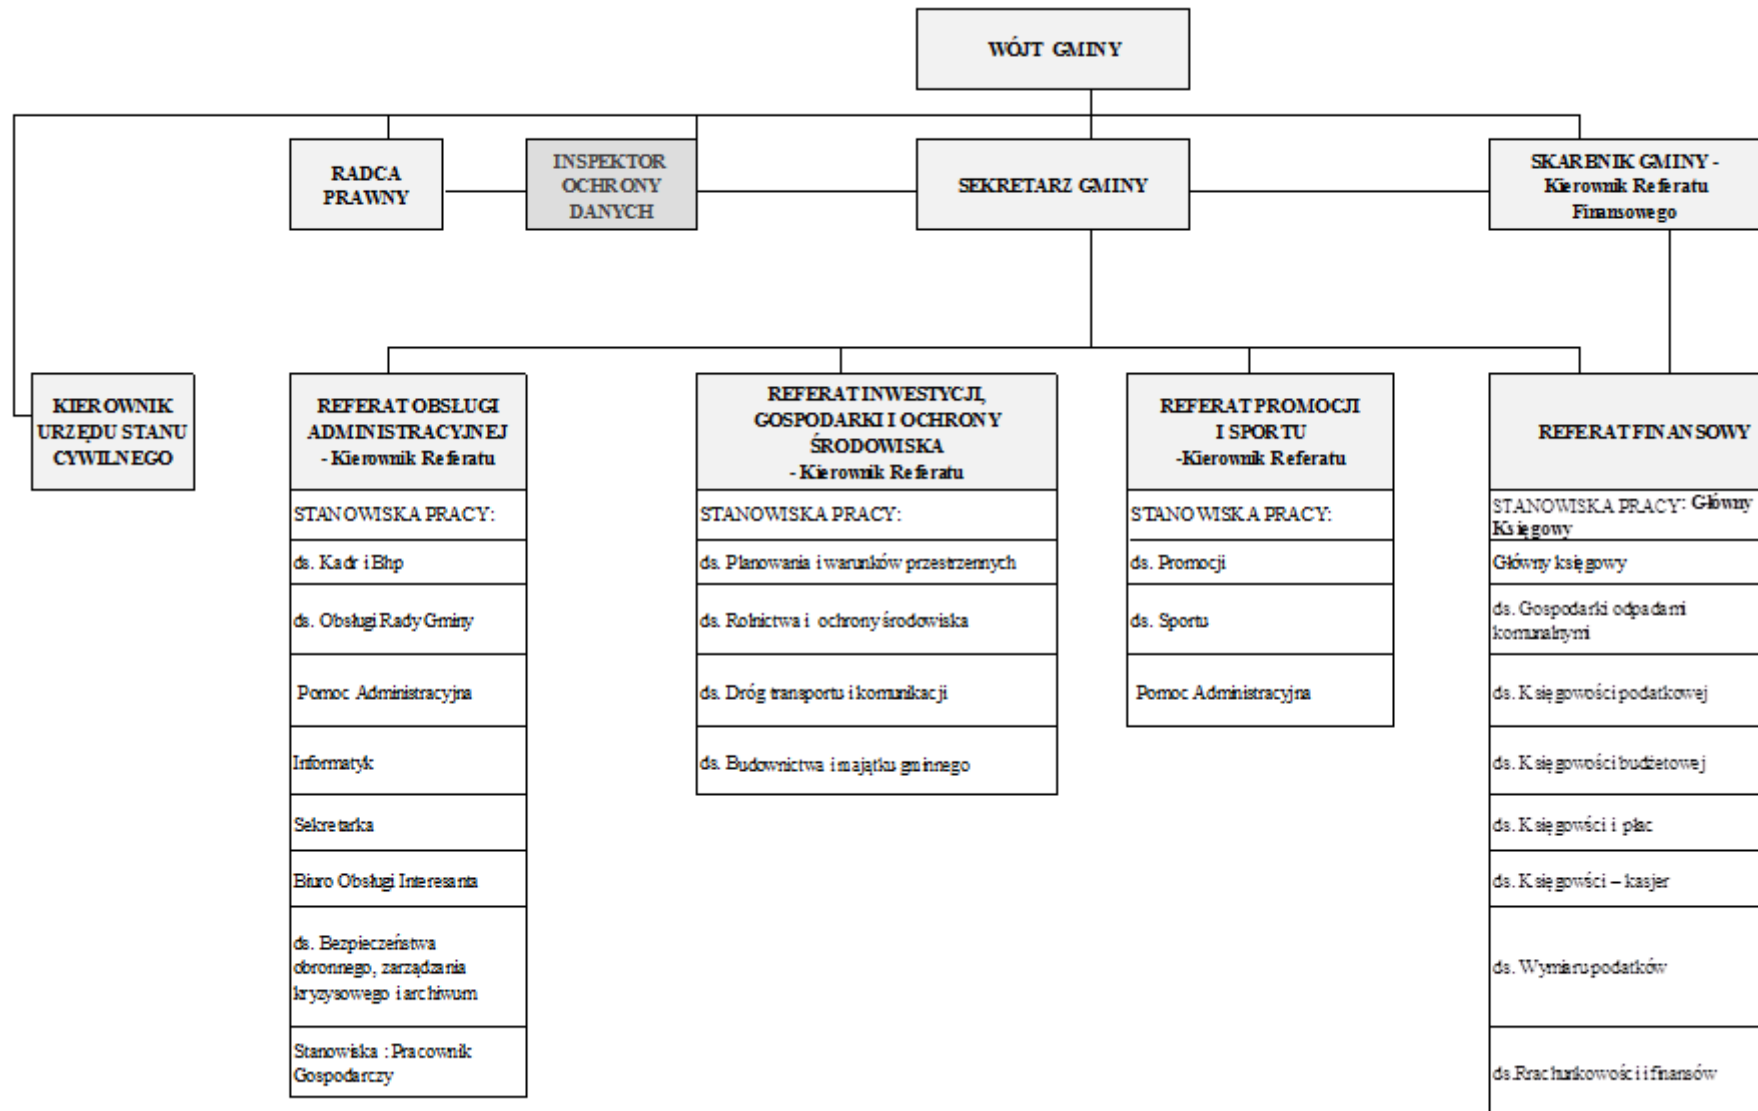 WÓJT GMINY
RADCA
PRAWNY
INSPEKTOR
OCHRONY
DANYCH
SEKRETARZ GMINY
SKARBNIK GMINY -
Kierownik Referatu
Finansowego
KIEROWNIK
URZĘDU STANU
CYWILNEGO
REFERAT OBSŁUGI
ADMINISTRACYJNEJ
- Kierownik Referatu
STANOWISKA PRACY:
ds. Kadr i Bhp
ds. Obsługi Rady Gminy
Pomoc Administracyjna
Informatyk
Sekretarka
Biuro Obsługi Interesanta
ds. Bezpieczeństwa
obronnego, zarządzania
kryzysowego i archiwum
Stanowiska : Pracownik
Gospodarczy
REFERAT INWESTYCJI,
GOSPODARKI I OCHRONY
ŚRODOWISKA
- Kierownik Referatu
STANOWISKA PRACY:
ds. Planowania i warunków przestrzennych
ds. Rolnictwa i ochrony środowiska
ds. Dróg transportu i komunikacji
ds. Budownictwa i majątku gminnego
REFERAT PROMOCJI
I SPORTU
-Kierownik Referatu
STANOWISKA PRACY:
ds. Promocji
ds. Sportu
Pomoc Administracyjna
REFERAT FINANSOWY
STANOWISKA PRACY: Główny
Księgowy
Główny księgowy
ds. Gospodarki odpadami
komunalnymi
ds. Księgowości podatkowej
ds. Księgowości budżetowej
ds. Księgowści i płac
ds. Księgowści – kasjer
ds. Wymiaru podatków
ds.Rrachunkowości i finansów